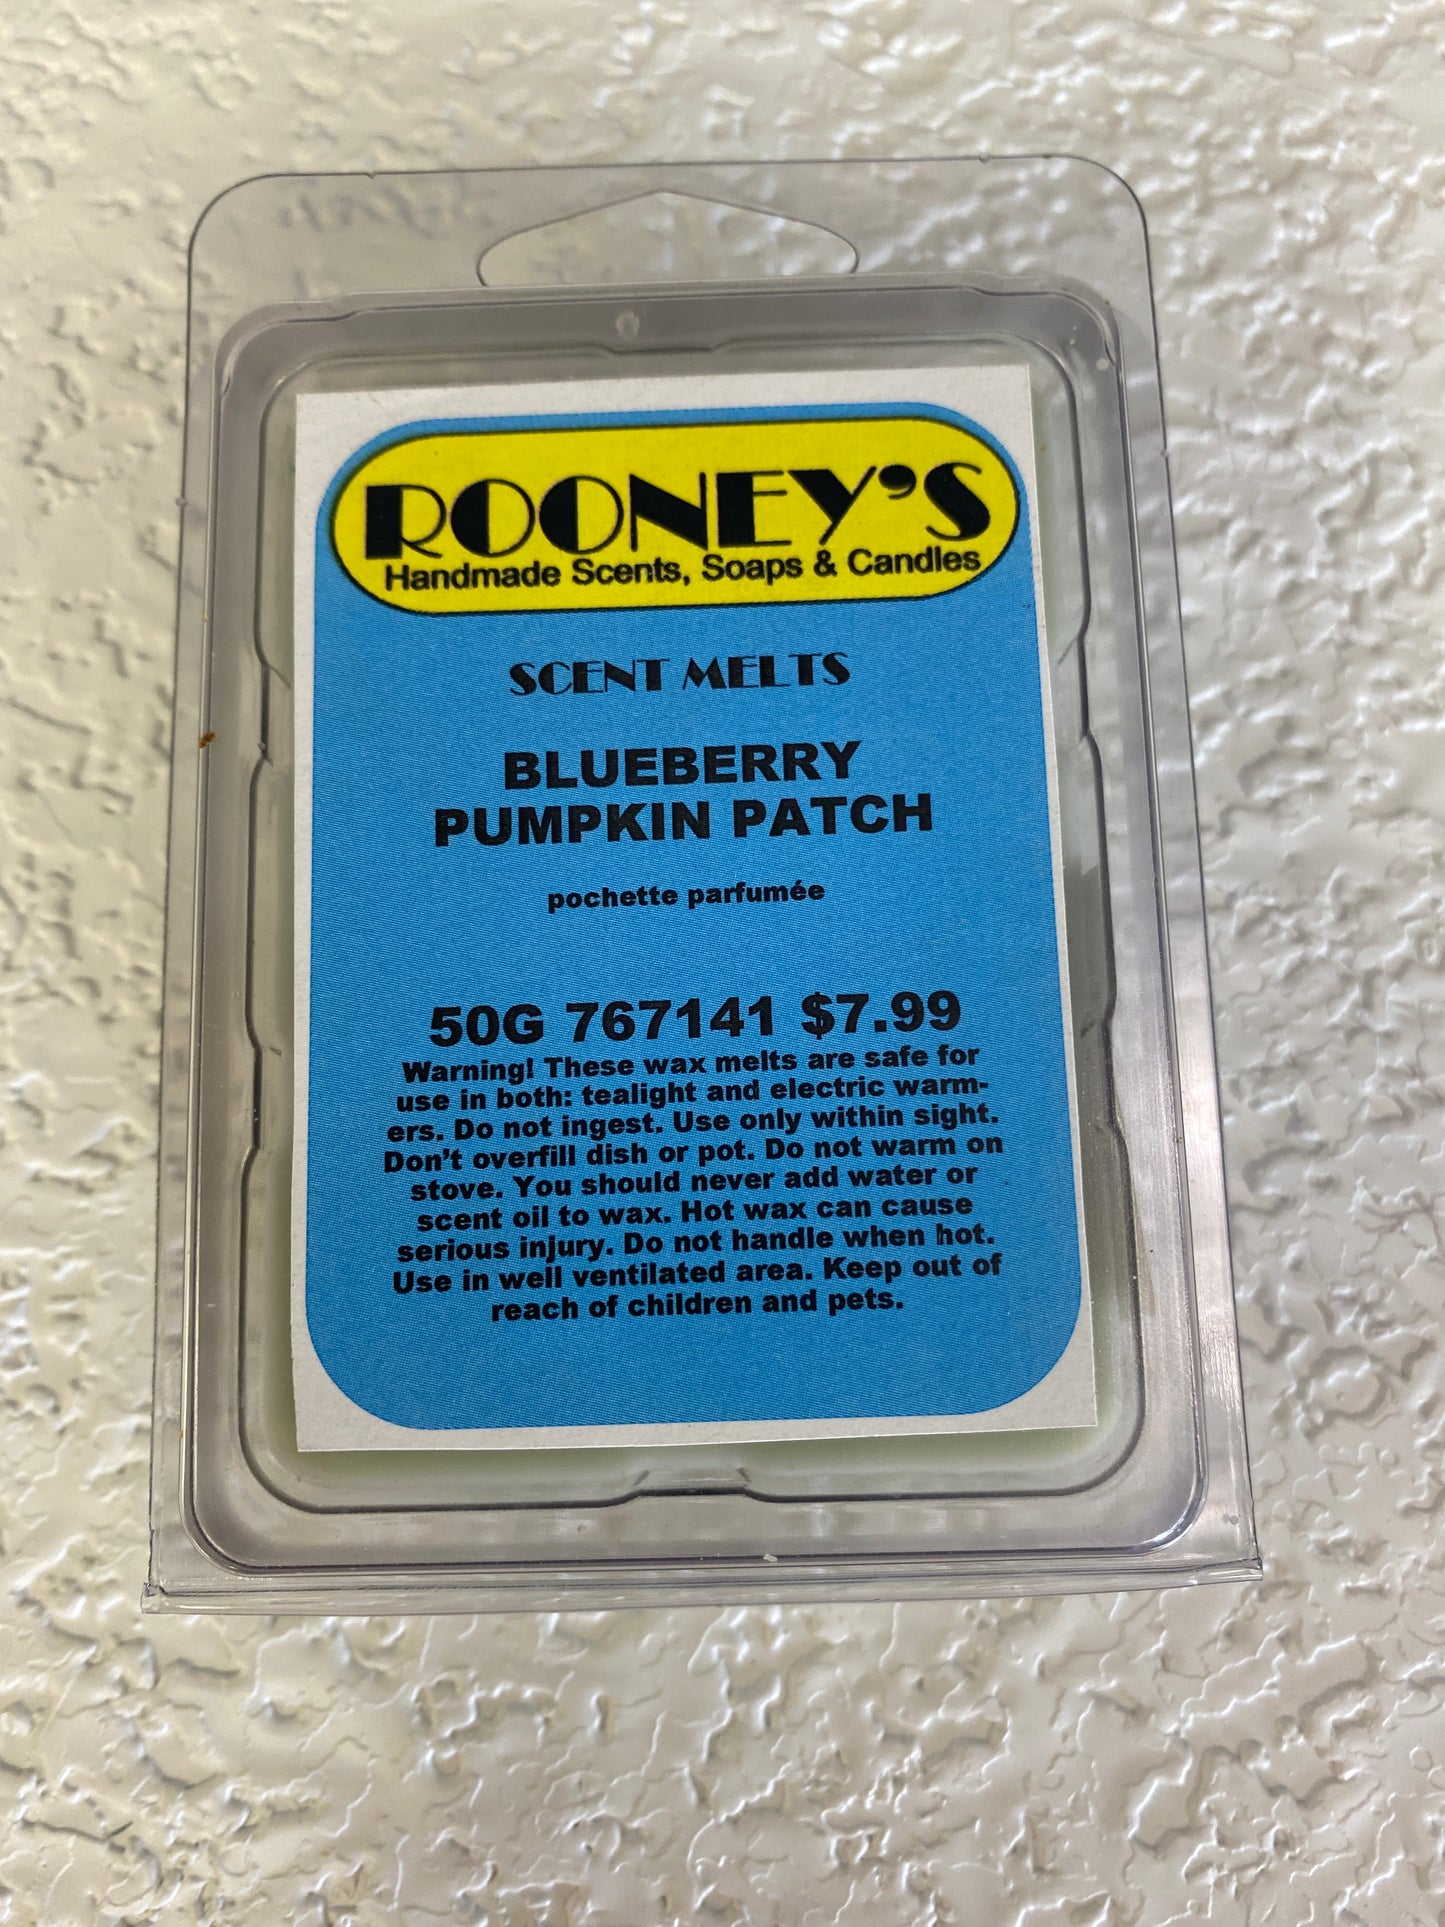 ROONEY'S
Handmade Scents, Soaps & Candles
SCENT MELTS
BLUEBERRY
PUMPKIN PATCH
pochette parfumée
50G 767141 $7.99
Warning! These wax melts are safe for
use in both: tealight and electric warm-
ers. Do not ingest. Use only within sight.
Don't overfill dish or pot. Do not warm on
stove. You should never add water or
scent oil to wax. Hot wax can cause
serious injury. Do not handle when hot.
Use in well ventilated area. Keep out of
reach of children and pets.